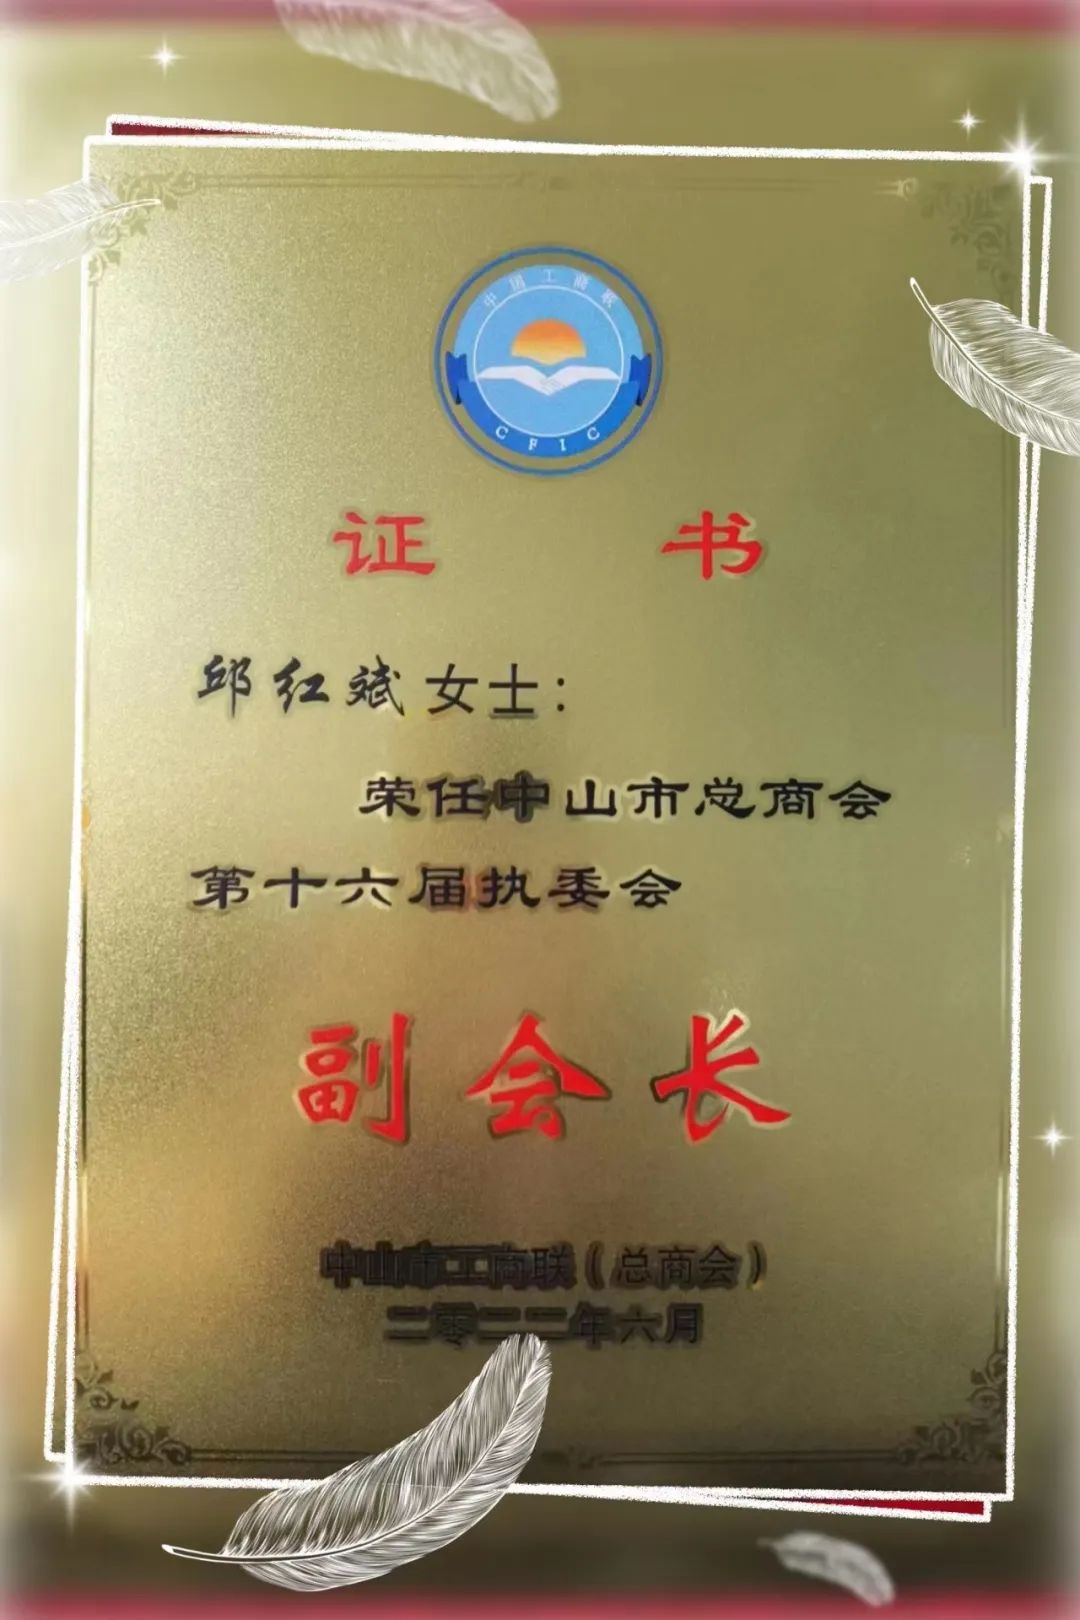 中国工商联
CFIC
证书
邱红斌女士：
荣任中山市总商会
第十六届执委会
副会长
中山市工商联（总商会）
二零二二年六月